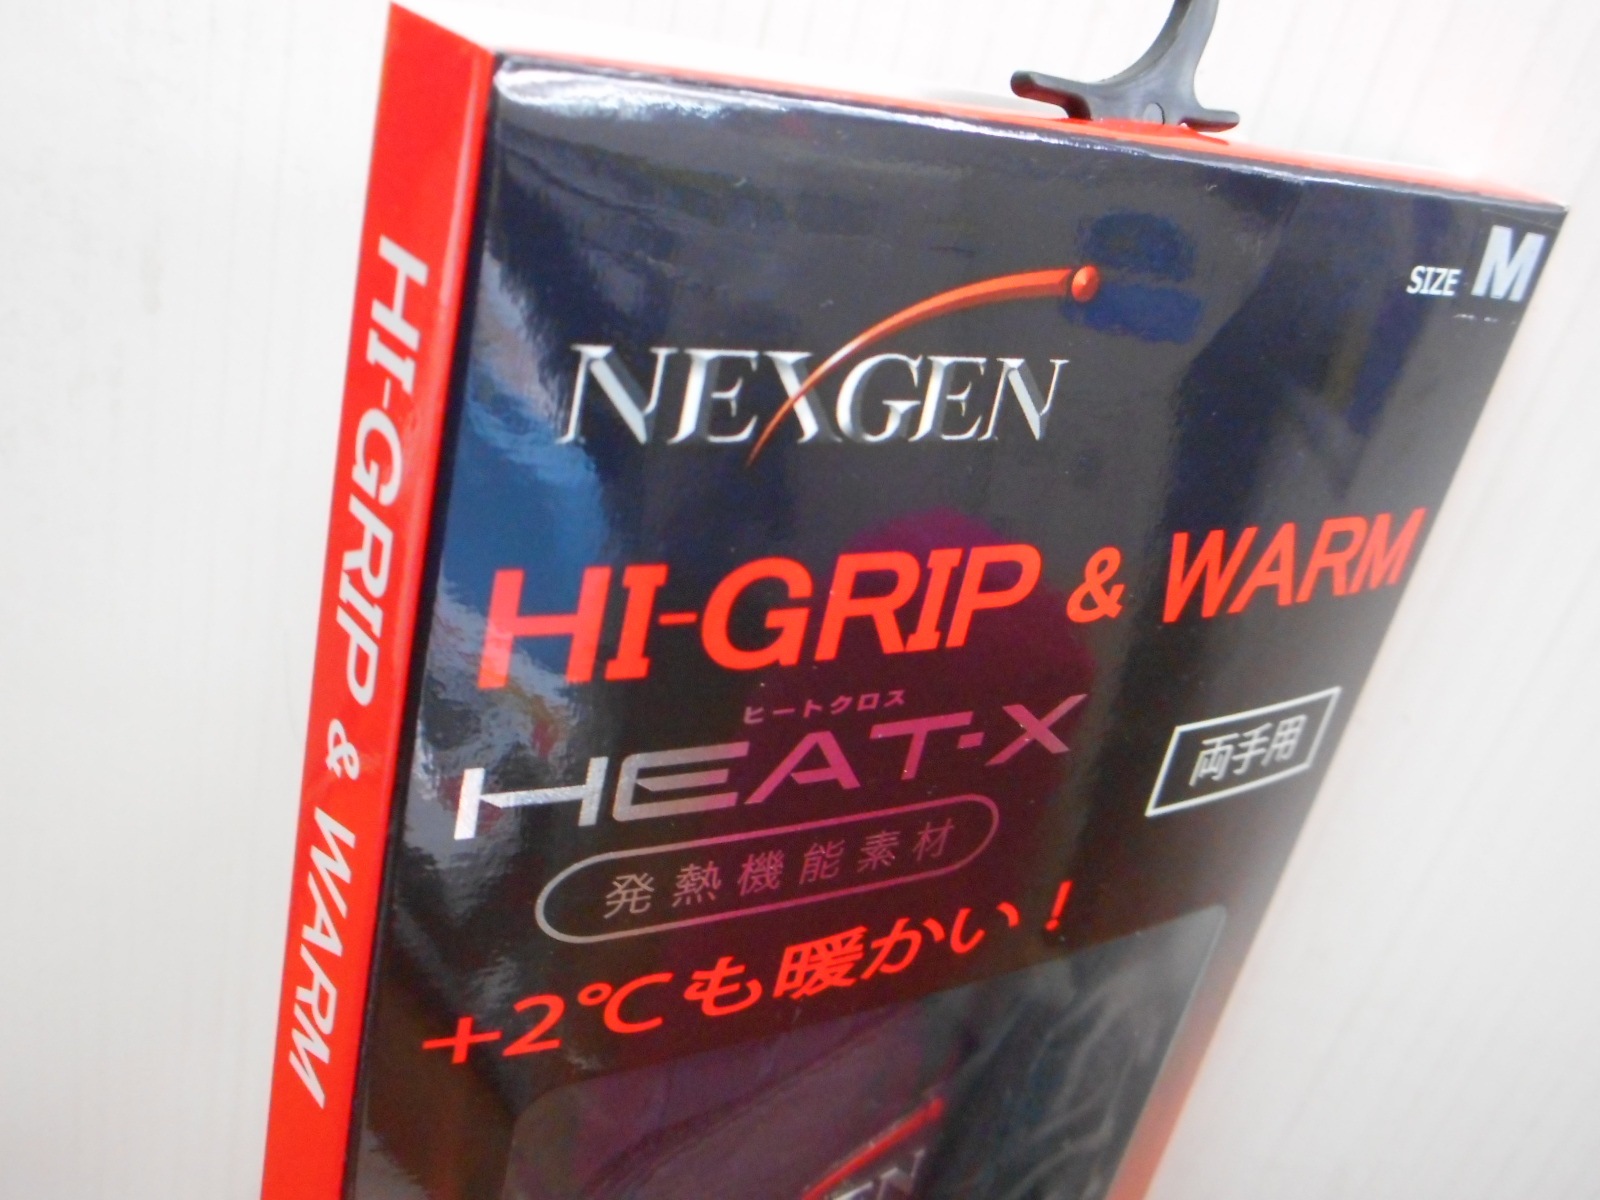 SIZE M
NEXGEN
HI-GRIP & WARM
ヒートクロス
HEAT-X
両手用
発熱機能素材
+2℃も暖かい!
HI-GRIP & WARM